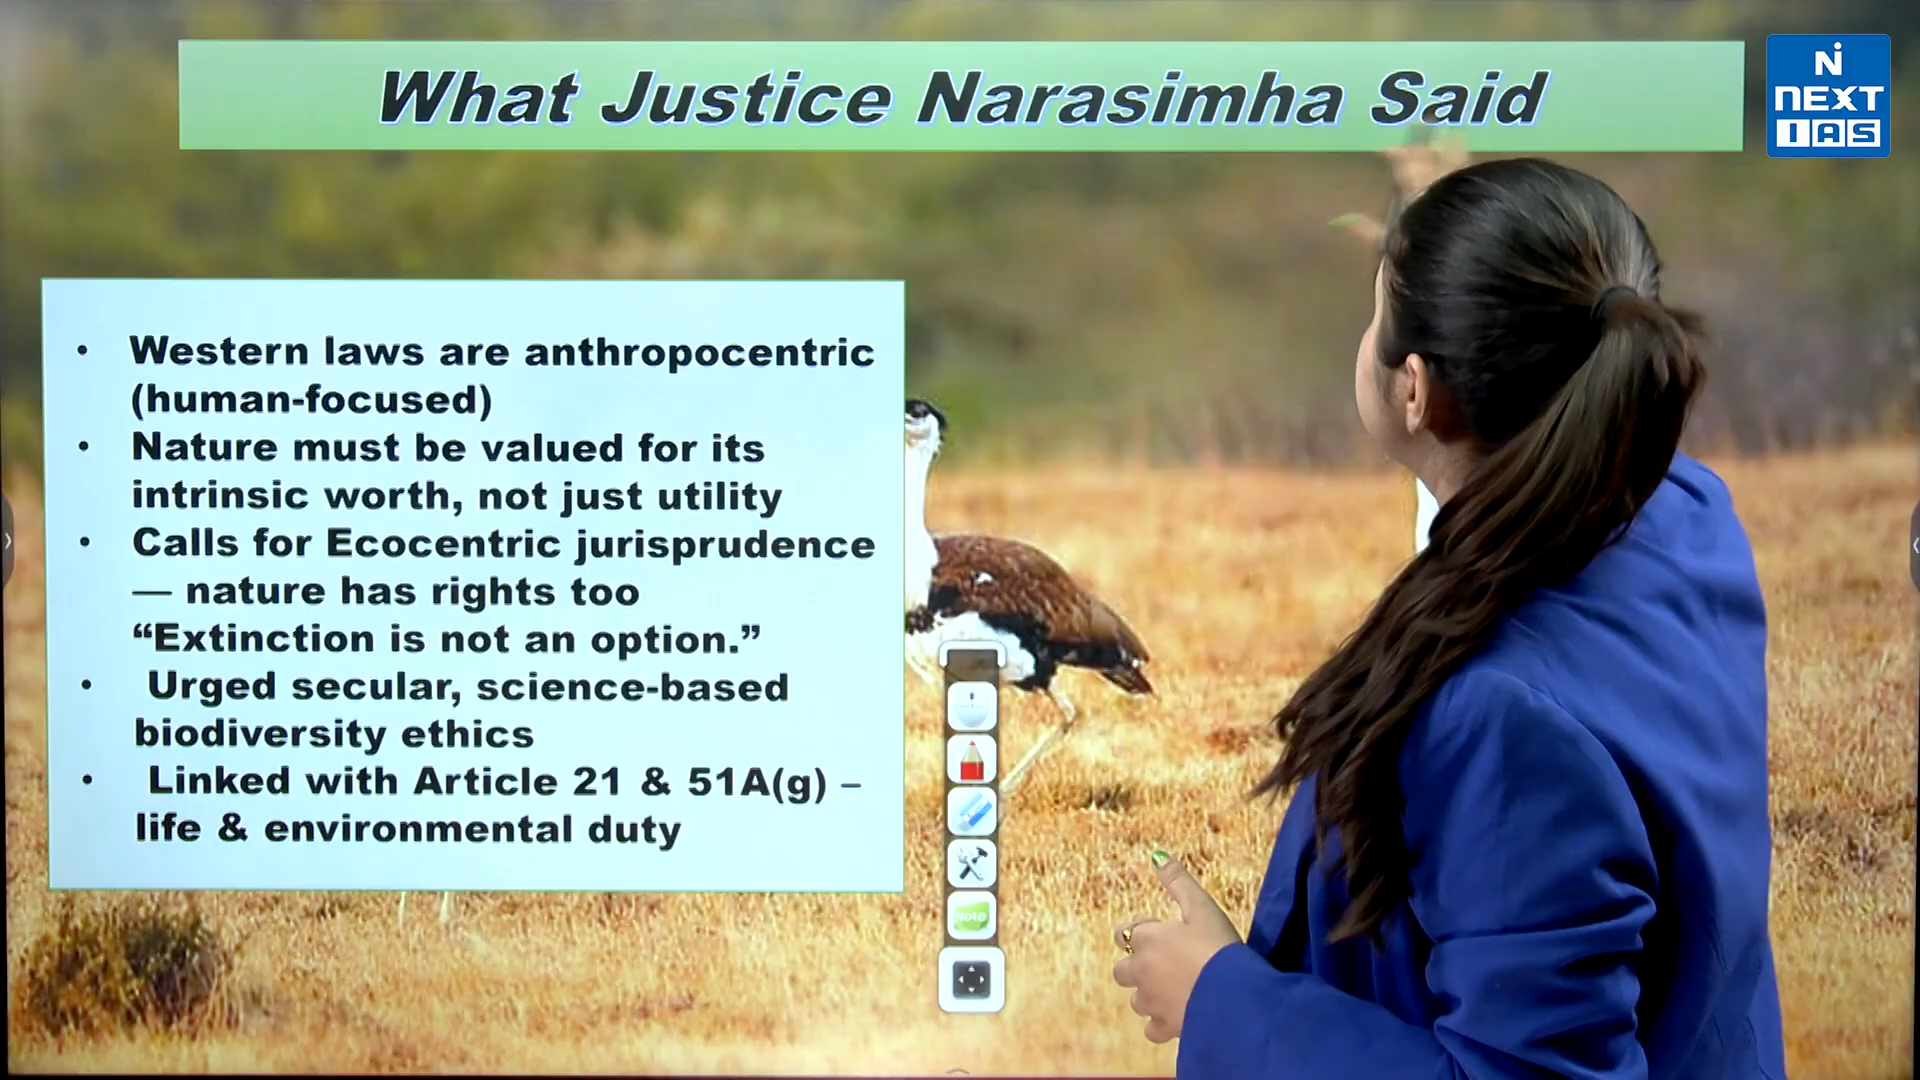 What Justice Narasimha Said
N
NEXT
IAS
• Western laws are anthropocentric
(human-focused)
• Nature must be valued for its
intrinsic worth, not just utility
• Calls for Ecocentric jurisprudence
— nature has rights too
“Extinction is not an option.”
• Urged secular, science-based
biodiversity ethics
• Linked with Article 21 & 51A(g) –
life & environmental duty
Note